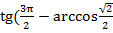 tg(3π/2 − arccos √2/2